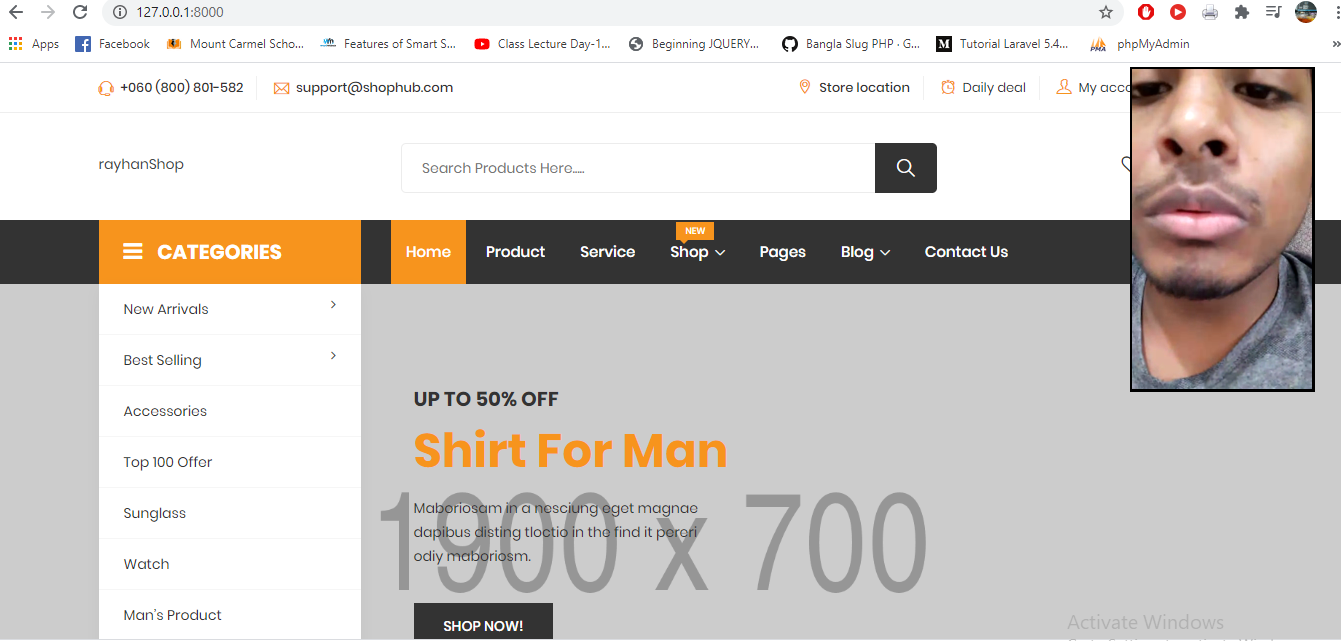 127.0.0.1:8000
Apps Facebook Mount Carmel Scho... Features of Smart S... Class Lecture Day-1... Beginning JQUERY... Bangla Slug PHP · G... Tutorial Laravel 5.4... phpMyAdmin
+060 (800) 801-582 support@shophub.com Store location Daily deal My acco
rayhanShop Search Products Here.....
NEW
CATEGORIES Home Product Service Shop Pages Blog Contact Us
New Arrivals
Best Selling
Accessories
Top 100 Offer
Sunglass
Watch
Man's Product
UP TO 50% OFF
Shirt For Man
1900 x 700
Maboriosam in a nesciung eget magnae
dapibus disting tloctio in the find it pereri
odiy maboriosm.
SHOP NOW!
Activate Windows